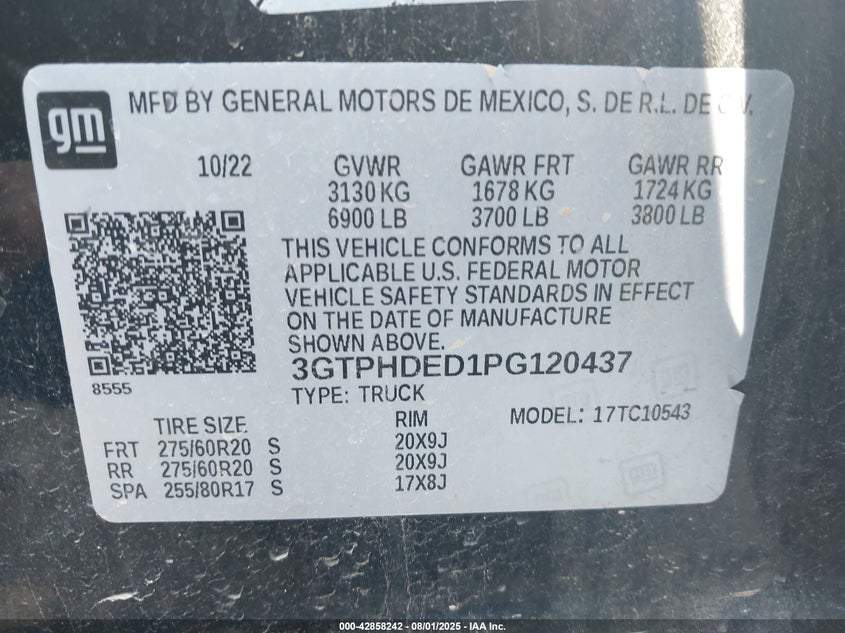 gm
MFD BY GENERAL MOTORS DE MEXICO, S. DE R.L. DE C.V.
10/22 GVWR GAWR FRT GAWR RR
3130 KG 1678 KG 1724 KG
6900 LB 3700 LB 3800 LB
THIS VEHICLE CONFORMS TO ALL
APPLICABLE U.S. FEDERAL MOTOR
VEHICLE SAFETY STANDARDS IN EFFECT
ON THE DATE OF MANUFACTURE
SHOWN ABOVE.
3GTPHDED1PG120437
8555
TYPE: TRUCK
TIRE SIZE RIM MODEL: 17TC10543
FRT 275/60R20 S 20X9J
RR 275/60R20 S 20X9J
SPA 255/80R17 S 17X8J
gm
gm
000-42858242 - 08/01/2025 - IAA Inc.